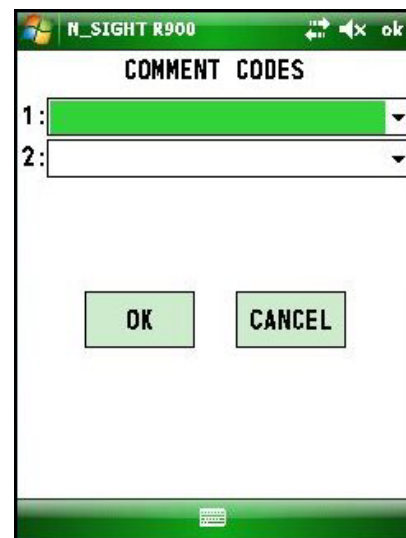 N_SIGHT R900 ok
COMMENT CODES
1:
2:
OK CANCEL